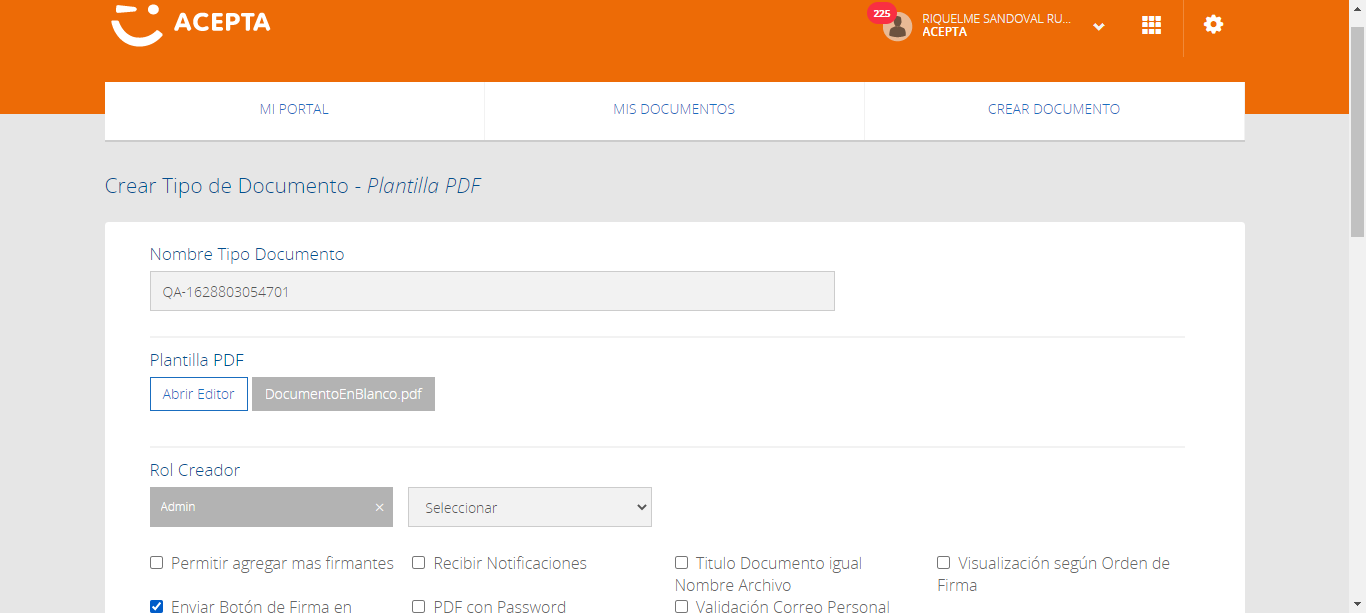 ACEPTA
225
RIQUELME SANDOVAL RU...
ACEPTA
MI PORTAL
MIS DOCUMENTOS
CREAR DOCUMENTO
Crear Tipo de Documento - Plantilla PDF
Nombre Tipo Documento
QA-1628803054701
Plantilla PDF
Abrir Editor
DocumentoEnBlanco.pdf
Rol Creador
Admin ×
Seleccionar
Permitir agregar mas firmantes
Recibir Notificaciones
Titulo Documento igual
Nombre Archivo
Visualización según Orden de
Firma
Enviar Botón de Firma en
PDF con Password
Validación Correo Personal